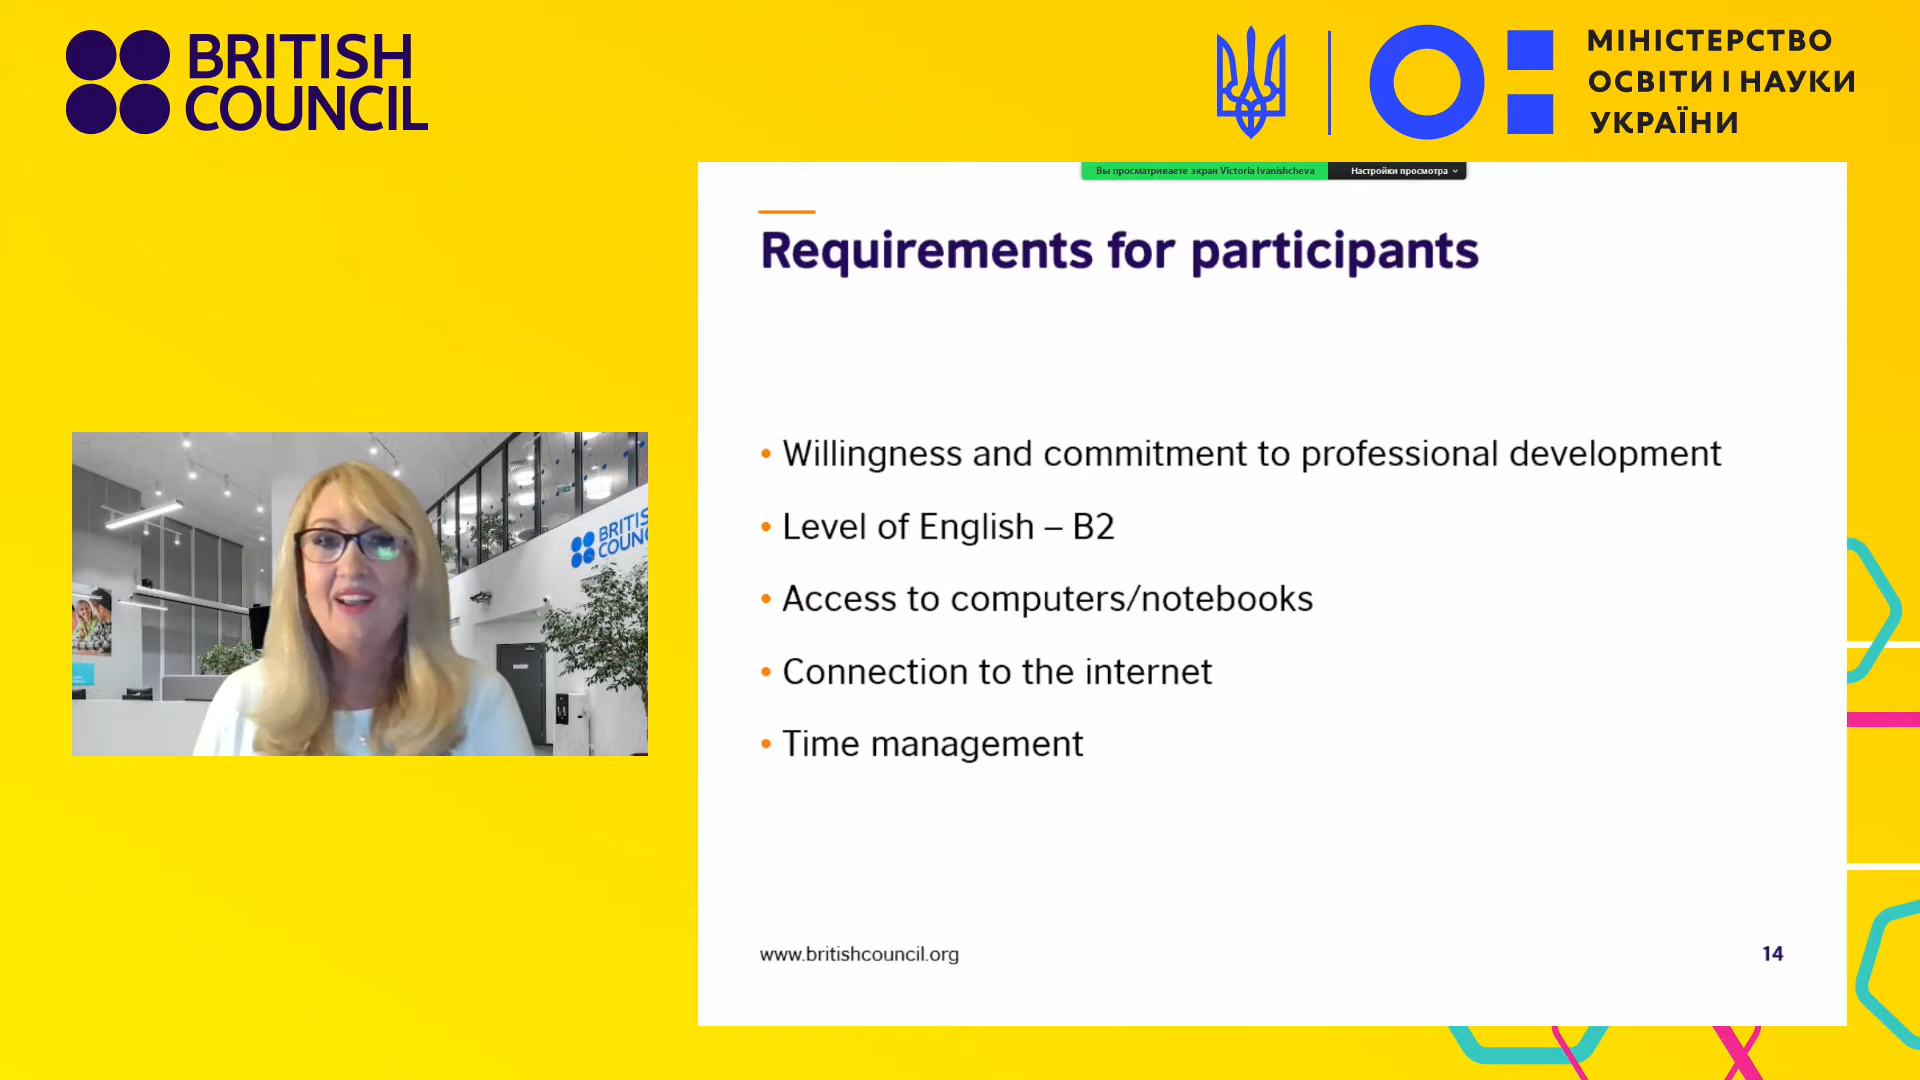 BRITISH
COUNCIL
МІНІСТЕРСТВО
ОСВІТИ І НАУКИ
УКРАЇНИ
Вы просматриваете экран Victoria Ivanishcheva
Настройки просмотра
Requirements for participants
• Willingness and commitment to professional development
• Level of English – B2
• Access to computers/notebooks
• Connection to the internet
• Time management
www.britishcouncil.org
14
BRITIS
COUN